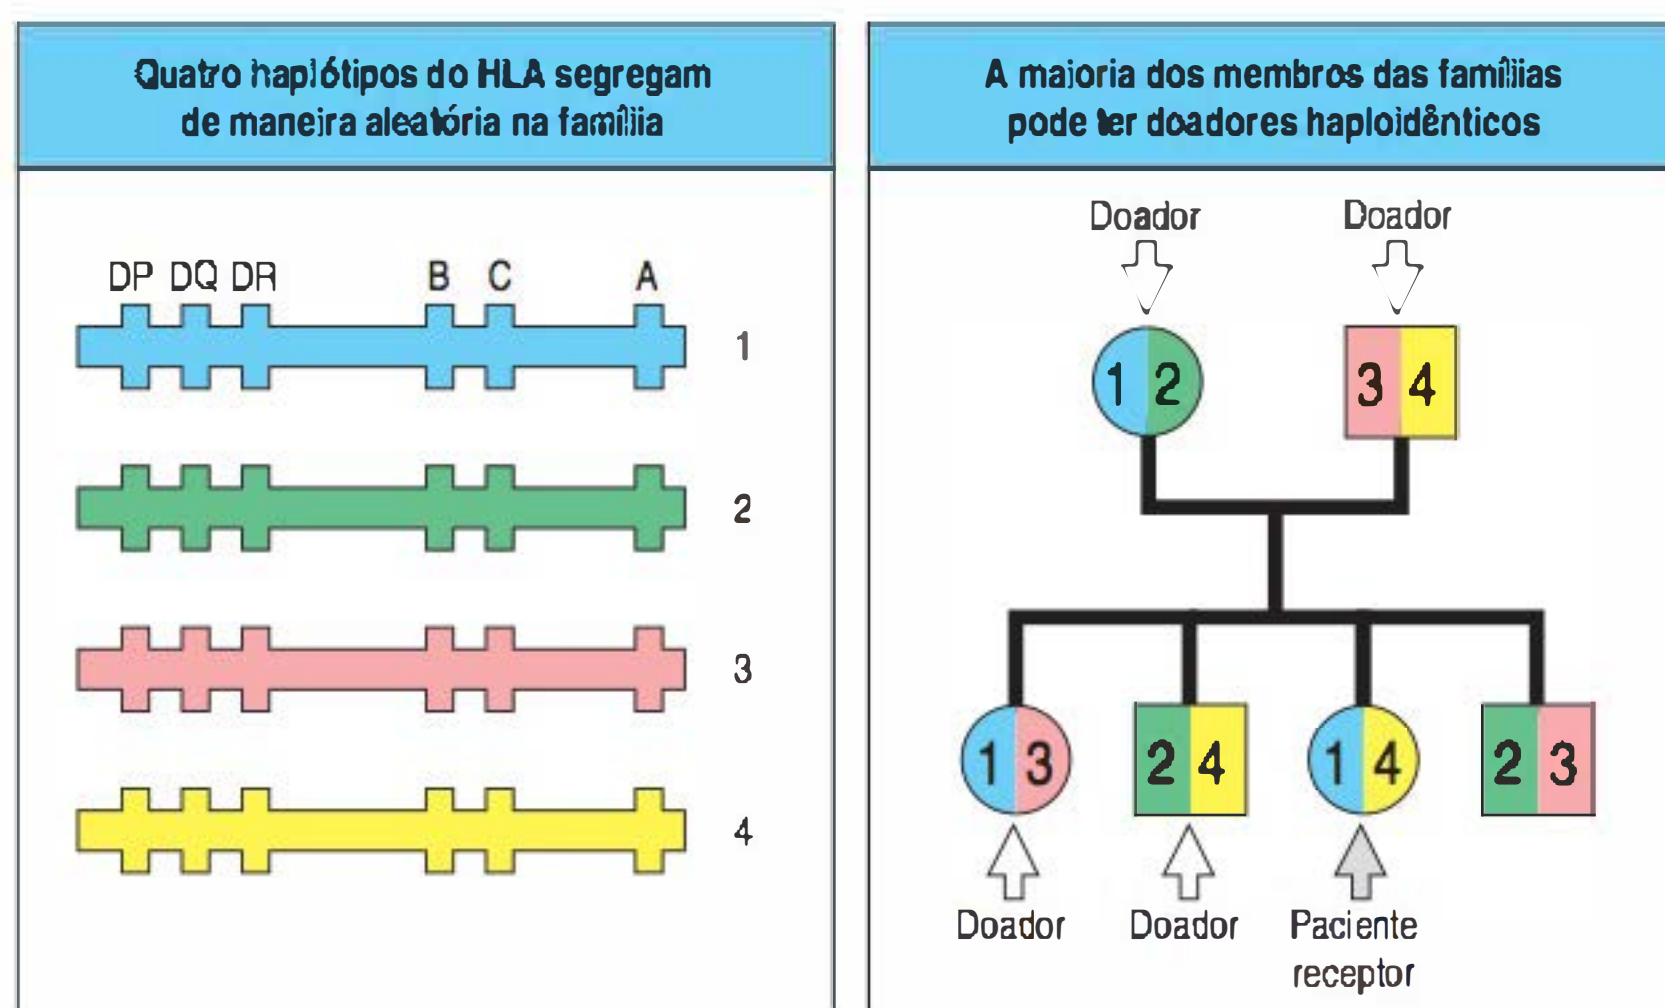 Quatro haplótipos do HLA segregam
de maneira aleatória na família
DP DQ DR B C A
1
2
3
4
A maioria dos membros das famílias
pode ter doadores haploidênticos
Doador Doador
1 2 3 4
1 3 2 4 1 4 2 3
Doador Doador Paciente
receptor